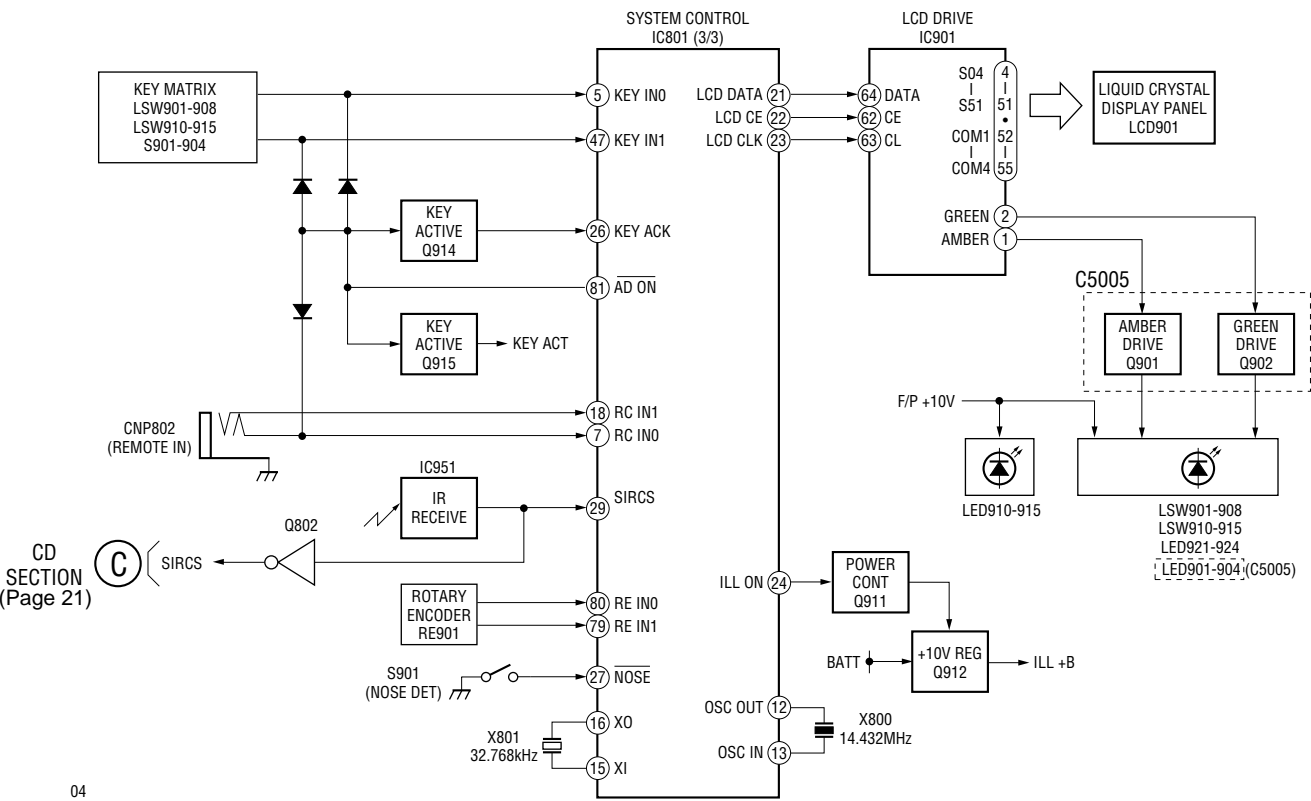 SYSTEM CONTROL
IC801 (3/3)
LCD DRIVE
IC901
KEY MATRIX
LSW901-908
LSW910-915
S901-904
5 KEY IN0
47 KEY IN1
LCD DATA 21
LCD CE 22
LCD CLK 23
64 DATA
62 CE
63 CL
S04 4
S51 51
COM1 52
COM4 55
LIQUID CRYSTAL
DISPLAY PANEL
LCD901
KEY
ACTIVE
Q914
26 KEY ACK
GREEN 2
AMBER 1
81 AD ON
C5005
KEY
ACTIVE
Q915
KEY ACT
AMBER
DRIVE
Q901
GREEN
DRIVE
Q902
F/P +10V
CNP802
(REMOTE IN)
18 RC IN1
7 RC IN0
IC951
IR
RECEIVE
29 SIRCS
LED910-915
LSW901-908
LSW910-915
LED921-924
LED901-904 (C5005)
Q802
CD
SECTION
(Page 21)
C
SIRCS
ROTARY
ENCODER
RE901
80 RE IN0
79 RE IN1
ILL ON 24
POWER
CONT
Q911
S901
(NOSE DET)
27 NOSE
BATT
+10V REG
Q912
ILL +B
X801
32.768kHz
16 XO
15 XI
OSC OUT 12
OSC IN 13
X800
14.432MHz
04